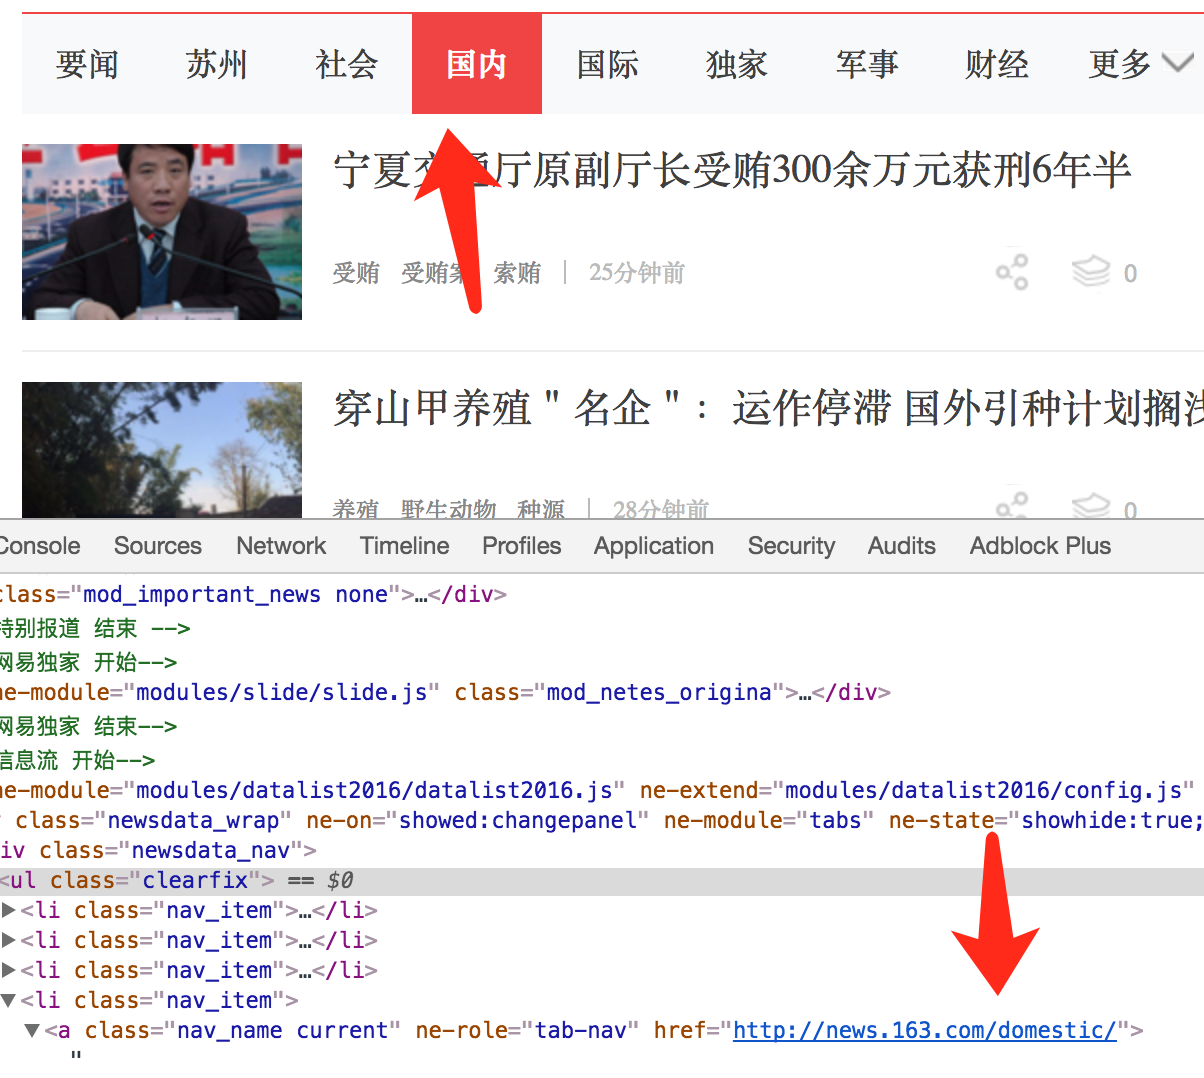 要闻 苏州 社会 国内 国际 独家 军事 财经 更多
宁夏交通厅原副厅长受贿300余万元获刑6年半
受贿 受贿案 索贿 25分钟前 0
穿山甲养殖＂名企＂：运作停滞 国外引种计划搁浅
养殖 野生动物 种源 28分钟前 0
Console Sources Network Timeline Profiles Application Security Audits Adblock Plus
class="mod_important_news none">…</div>
特别报道 结束 -->
网易独家 开始-->
ne-module="modules/slide/slide.js" class="mod_netes_origina">…</div>
网易独家 结束-->
信息流 开始-->
ne-module="modules/datalist2016/datalist2016.js" ne-extend="modules/datalist2016/config.js"
class="newsdata_wrap" ne-on="showed:changepanel" ne-module="tabs" ne-state="showhide:true;
iv class="newsdata_nav">
<ul class="clearfix"> == $0
<li class="nav_item">…</li>
<li class="nav_item">…</li>
<li class="nav_item">…</li>
<li class="nav_item">
<a class="nav_name current" ne-role="tab-nav" href="http://news.163.com/domestic/">
"